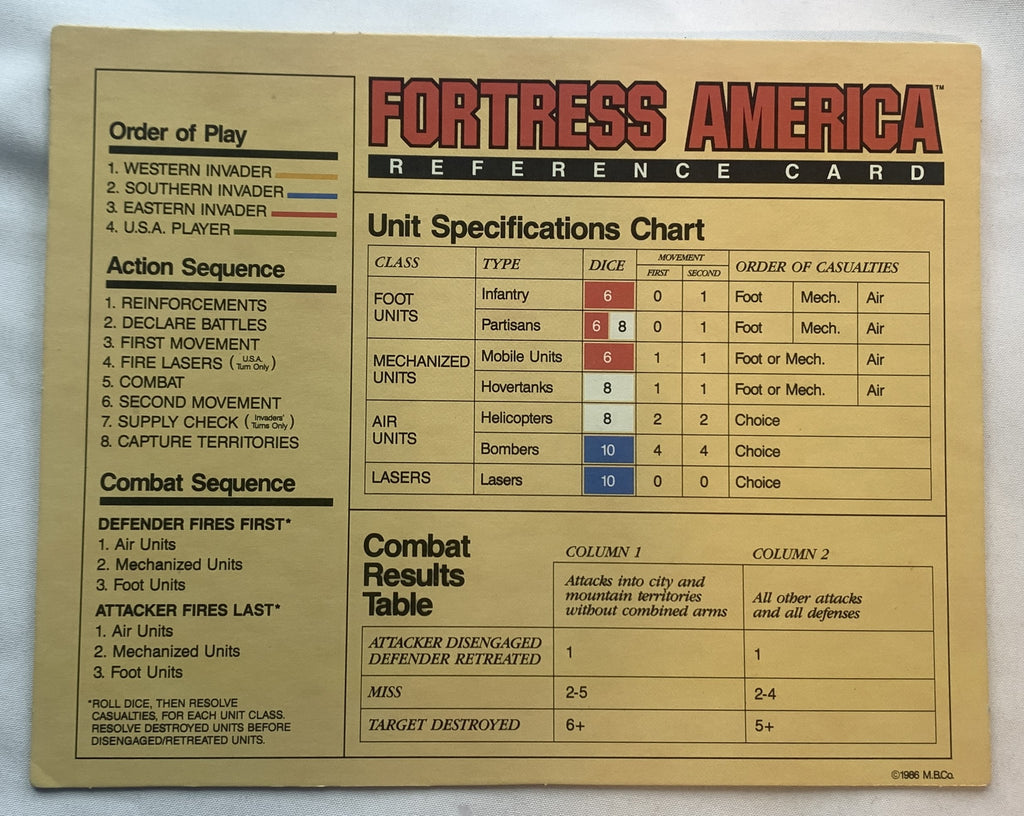 FORTRESS AMERICA™
REFERENCE CARD
Order of Play
1. WESTERN INVADER
2. SOUTHERN INVADER
3. EASTERN INVADER
4. U.S.A. PLAYER
Action Sequence
1. REINFORCEMENTS
2. DECLARE BATTLES
3. FIRST MOVEMENT
4. FIRE LASERS (U.S.A. Turn Only)
5. COMBAT
6. SECOND MOVEMENT
7. SUPPLY CHECK (Invaders' Turns Only)
8. CAPTURE TERRITORIES
Combat Sequence
DEFENDER FIRES FIRST*
1. Air Units
2. Mechanized Units
3. Foot Units
ATTACKER FIRES LAST*
1. Air Units
2. Mechanized Units
3. Foot Units
*ROLL DICE, THEN RESOLVE
CASUALTIES, FOR EACH UNIT CLASS.
RESOLVE DESTROYED UNITS BEFORE
DISENGAGED/RETREATED UNITS.
Unit Specifications Chart
CLASS TYPE DICE MOVEMENT FIRST SECOND ORDER OF CASUALTIES
FOOT UNITS Infantry 6 0 1 Foot Mech. Air
Partisans 6 8 0 1 Foot Mech. Air
MECHANIZED UNITS Mobile Units 6 1 1 Foot or Mech. Air
Hovertanks 8 1 1 Foot or Mech. Air
AIR UNITS Helicopters 8 2 2 Choice
Bombers 10 4 4 Choice
LASERS Lasers 10 0 0 Choice
Combat
Results
Table
COLUMN 1 COLUMN 2
Attacks into city and
mountain territories
without combined arms
All other attacks
and all defenses
ATTACKER DISENGAGED
DEFENDER RETREATED 1 1
MISS 2-5 2-4
TARGET DESTROYED 6+ 5+
©1986 M.B.Co.